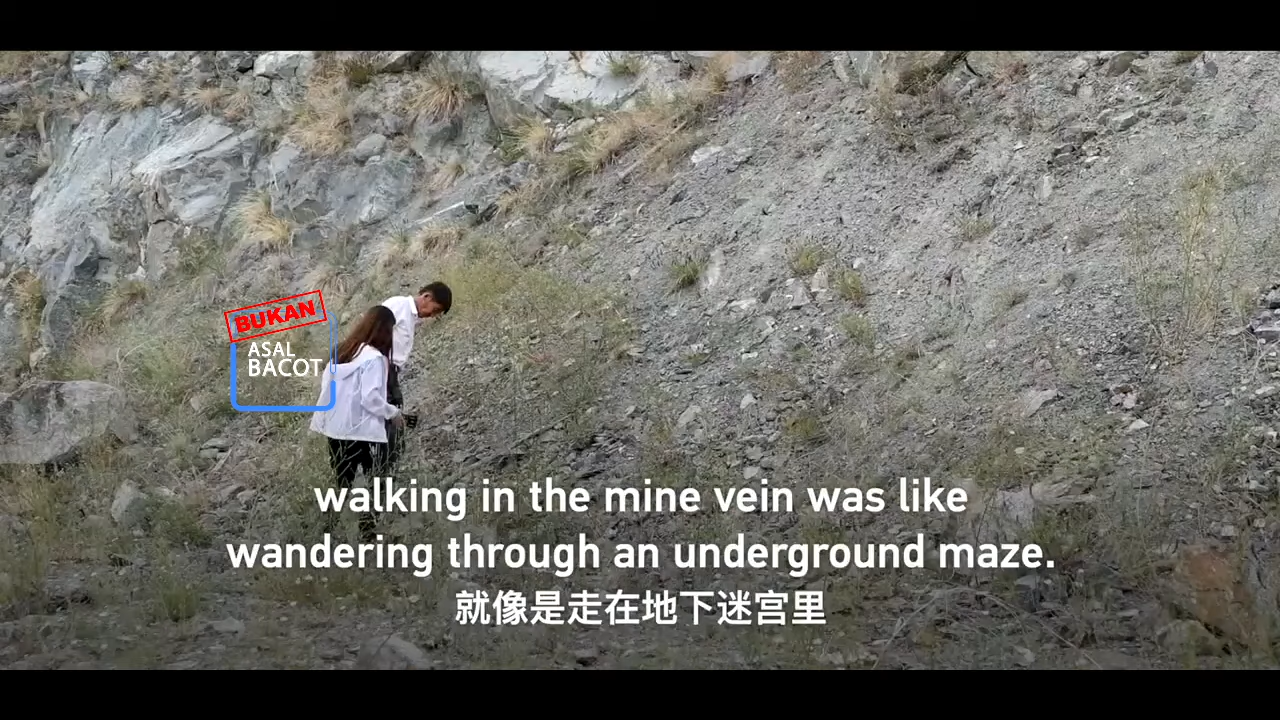 BUKAN
ASAL
BACOT
walking in the mine vein was like
wandering through an underground maze.
就像是走在地下迷宫里